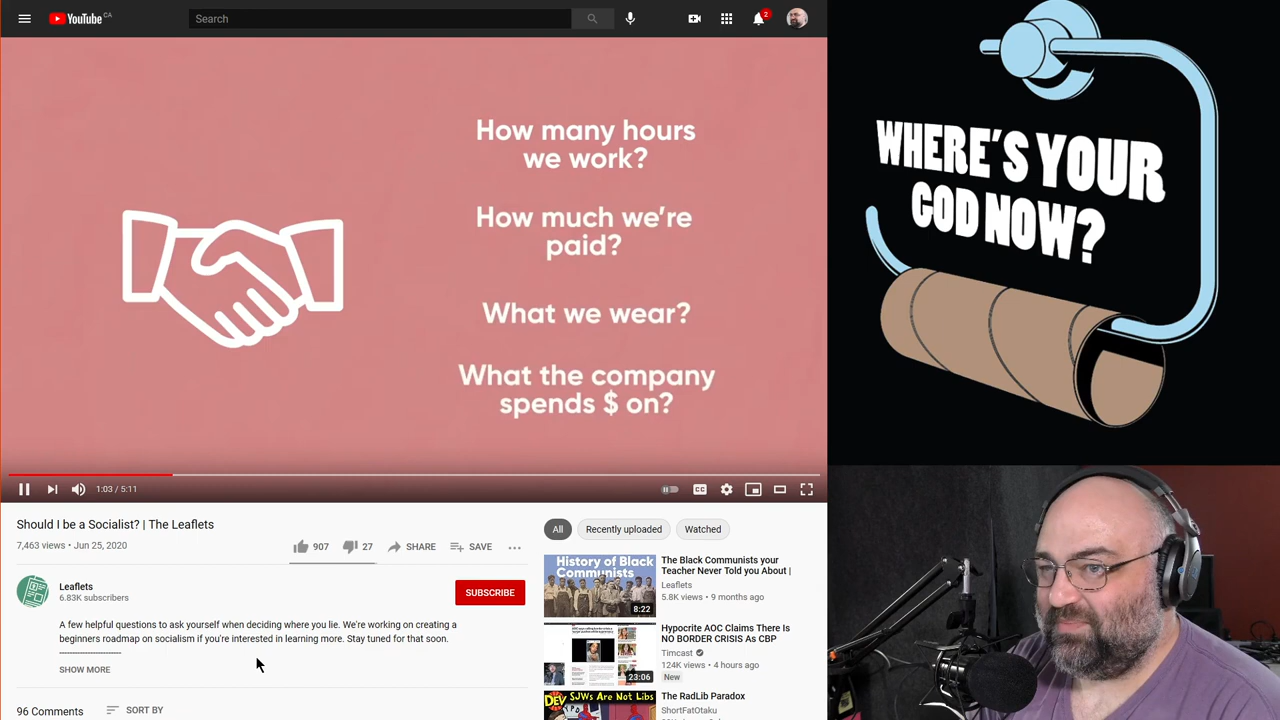 YouTube CA
Search
2
How many hours
we work?
How much we're
paid?
What we wear?
What the company
spends $ on?
WHERE'S YOUR
GOD NOW?
1:03 / 5:11
CC
Should I be a Socialist? | The Leaflets
7,463 views • Jun 25, 2020
907
27
SHARE
SAVE
Leaflets
6.83K subscribers
SUBSCRIBE
A few helpful questions to ask yourself when deciding where you lie. We're working on creating a
beginners roadmap on socialism if you're interested in learning more. Stay tuned for that soon.
------------------------
SHOW MORE
96 Comments
SORT BY
All
Recently uploaded
Watched
History of Black
Communists
8:22
The Black Communists your
Teacher Never Told you About |
Leaflets
5.8K views • 9 months ago
23:06
Hypocrite AOC Claims There Is
NO BORDER CRISIS As CBP
Timcast
124K views • 4 hours ago
New
SJWs Are Not Libs
DEV
The RadLib Paradox
ShortFatOtaku